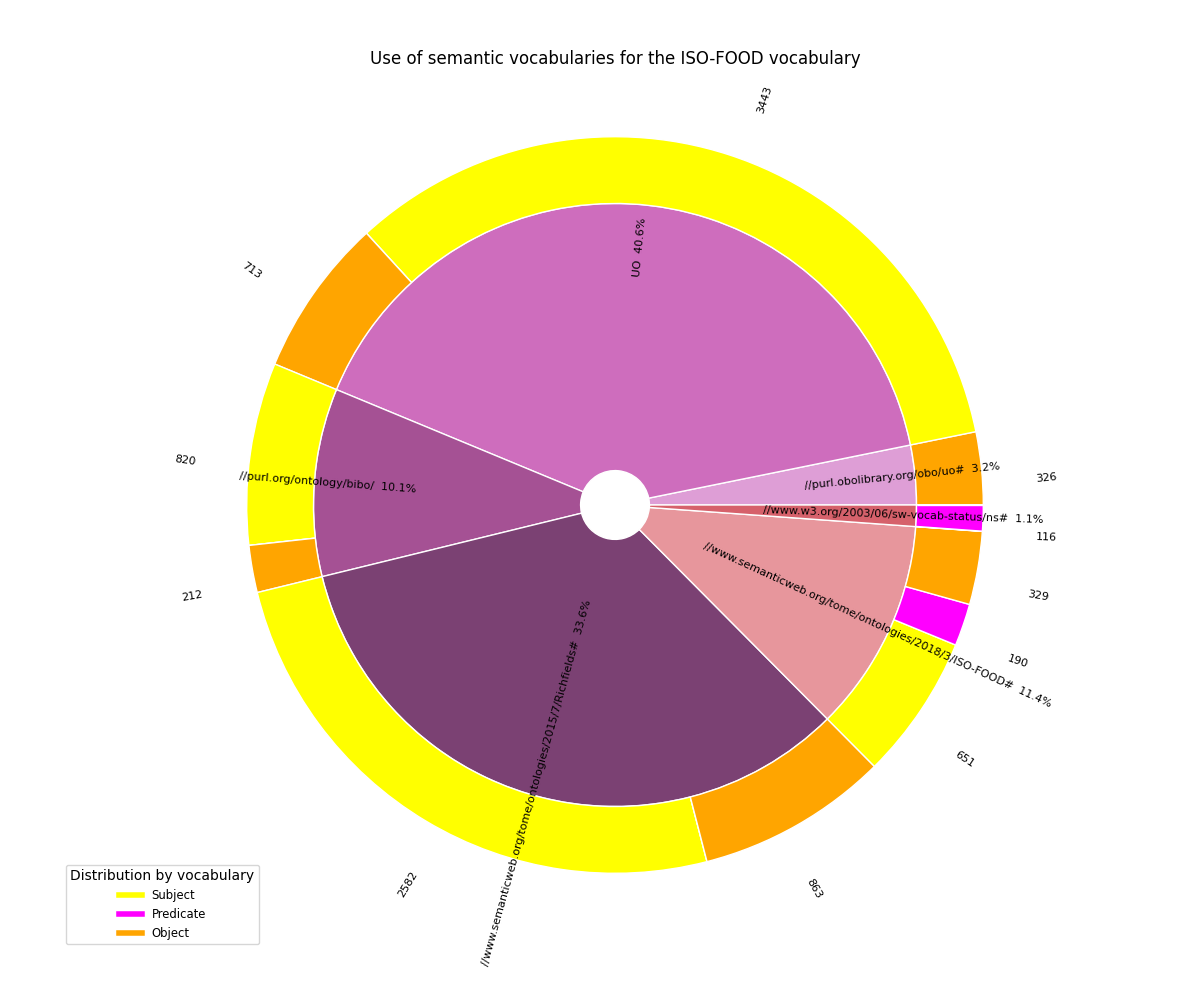 Use of semantic vocabularies for the ISO-FOOD vocabulary
3443
UO  40.6%
713
820
//purl.org/ontology/bibo/  10.1%
//purl.obolibrary.org/obo/uo#  3.2%
326
//www.w3.org/2003/06/sw-vocab-status/ns#  1.1%
116
212
329
//www.semanticweb.org/tome/ontologies/2018/3/ISO-FOOD#  11.4%
190
651
//www.semanticweb.org/tome/ontologies/2015/7/Richfields#  33.6%
2582
863
Distribution by vocabulary
Subject
Predicate
Object